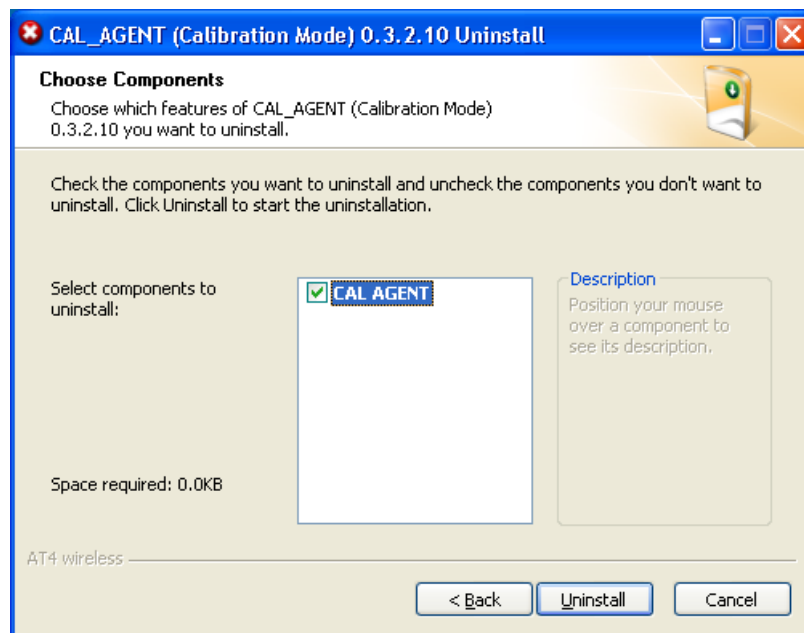 CAL_AGENT (Calibration Mode) 0.3.2.10 Uninstall
Choose Components
Choose which features of CAL_AGENT (Calibration Mode)
0.3.2.10 you want to uninstall.
Check the components you want to uninstall and uncheck the components you don't want to
uninstall. Click Uninstall to start the uninstallation.
Select components to
uninstall:
CAL AGENT
Description
Position your mouse
over a component to
see its description.
Space required: 0.0KB
AT4 wireless
< Back
Uninstall
Cancel